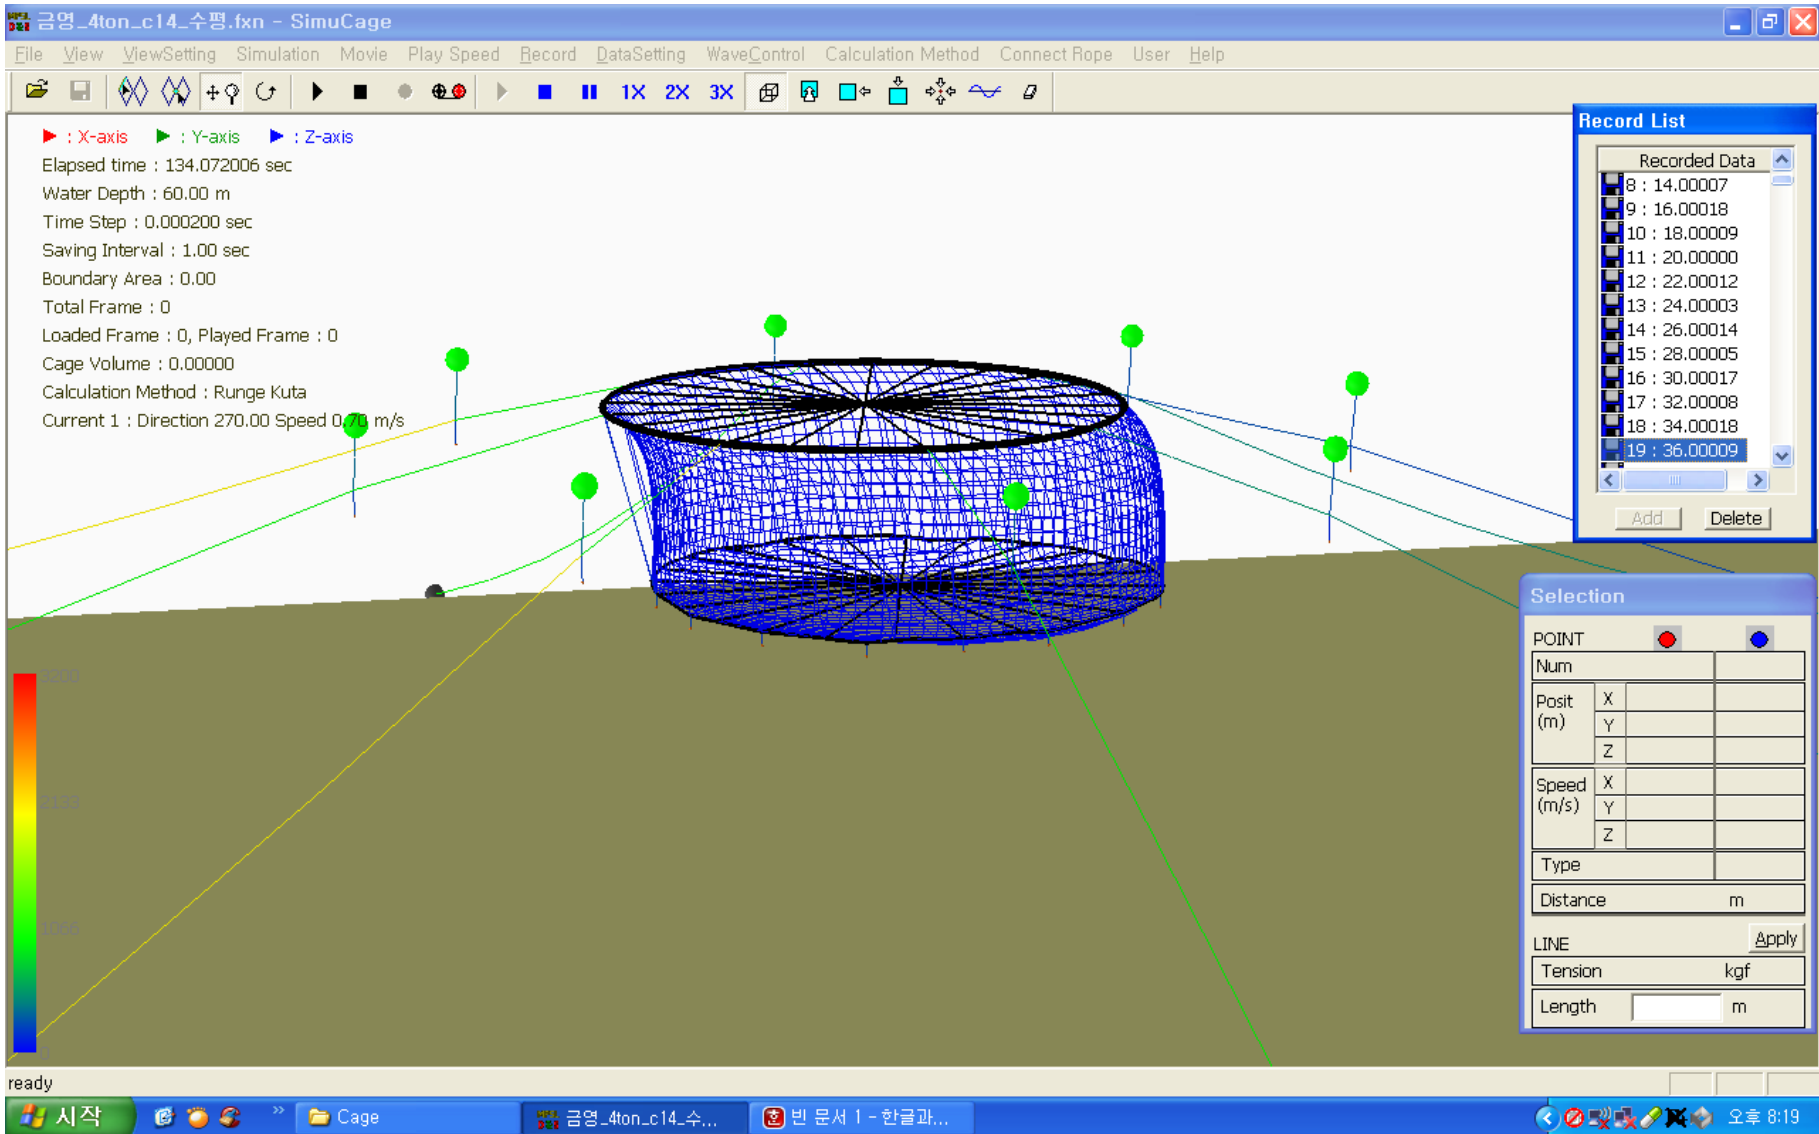 금영_4ton_c14_수평.fxn - SimuCage
File View ViewSetting Simulation Movie Play Speed Record DataSetting WaveControl Calculation Method Connect Rope User Help
1X 2X 3X
: X-axis : Y-axis : Z-axis
Elapsed time : 134.072006 sec
Water Depth : 60.00 m
Time Step : 0.000200 sec
Saving Interval : 1.00 sec
Boundary Area : 0.00
Total Frame : 0
Loaded Frame : 0, Played Frame : 0
Cage Volume : 0.00000
Calculation Method : Runge Kuta
Current 1 : Direction 270.00 Speed 0.70 m/s
3200
2133
1066
0
Record List
Recorded Data
8 : 14.00007
9 : 16.00018
10 : 18.00009
11 : 20.00000
12 : 22.00012
13 : 24.00003
14 : 26.00014
15 : 28.00005
16 : 30.00017
17 : 32.00008
18 : 34.00018
19 : 36.00009
Add Delete
Selection
POINT
Num
Posit
(m)
X
Y
Z
Speed
(m/s)
X
Y
Z
Type
Distance m
LINE Apply
Tension kgf
Length m
ready
시작 Cage 금영_4ton_c14_수... 빈 문서 1 - 한글과... 오후 8:19